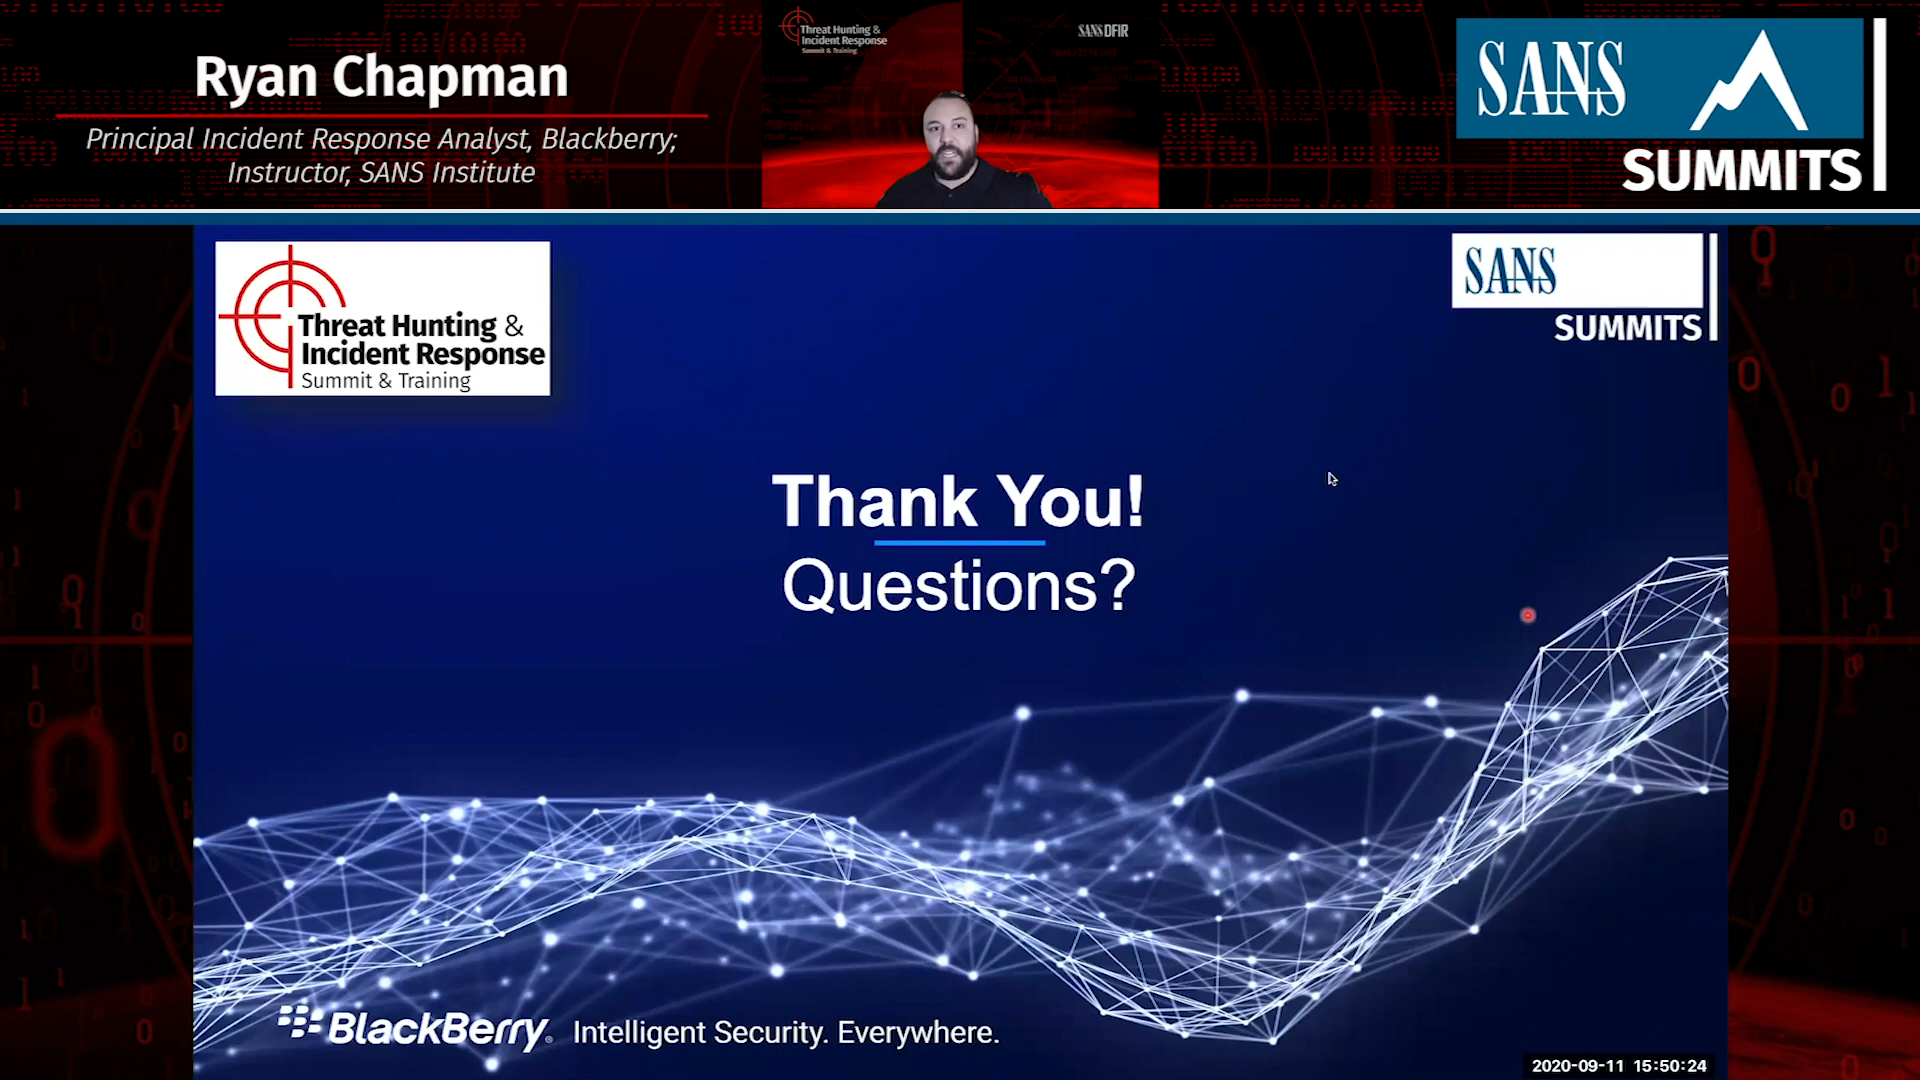 Ryan Chapman
Principal Incident Response Analyst, Blackberry;
Instructor, SANS Institute
Threat Hunting &
Incident Response
Summit & Training
SANS DFIR
SANS
SUMMITS
Threat Hunting &
Incident Response
Summit & Training
SANS
SUMMITS
Thank You!
Questions?
BlackBerry® Intelligent Security. Everywhere.
2020-09-11 15:50:24